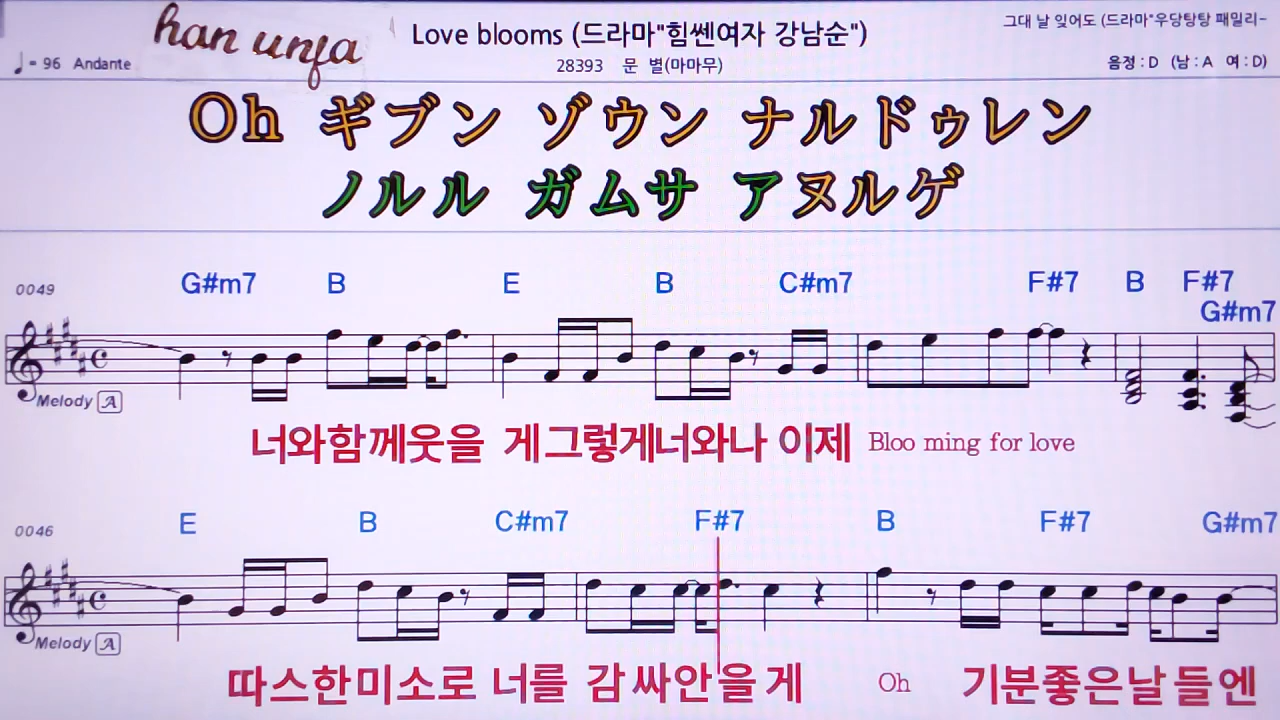 han unfa
Love blooms (드라마"힘쎈여자 강남순")
그대 날 잊어도 (드라마"우당탕탕 패밀리-
♩= 96 Andante
28393 문 별(마마무)
음정 : D (남 : A 여 : D)
Oh ギブン ゾウン ナルドゥレン
ノルル ガムサ アヌルゲ
0049
G#m7 B E B C#m7 F#7 B F#7 G#m7
Melody A
너와함께웃을 게그렇게너와나 이제 Bloo ming for love
0046
E B C#m7 F#7 B F#7 G#m7
Melody A
따스한미소로 너를 감싸안을게 Oh 기분좋은날들엔